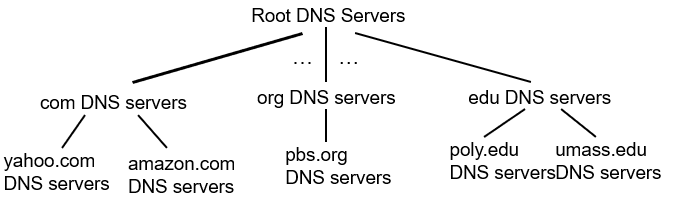 Root DNS Servers
... ...
com DNS servers
org DNS servers
edu DNS servers
yahoo.com
DNS servers
amazon.com
DNS servers
pbs.org
DNS servers
poly.edu
DNS servers
umass.edu
DNS servers